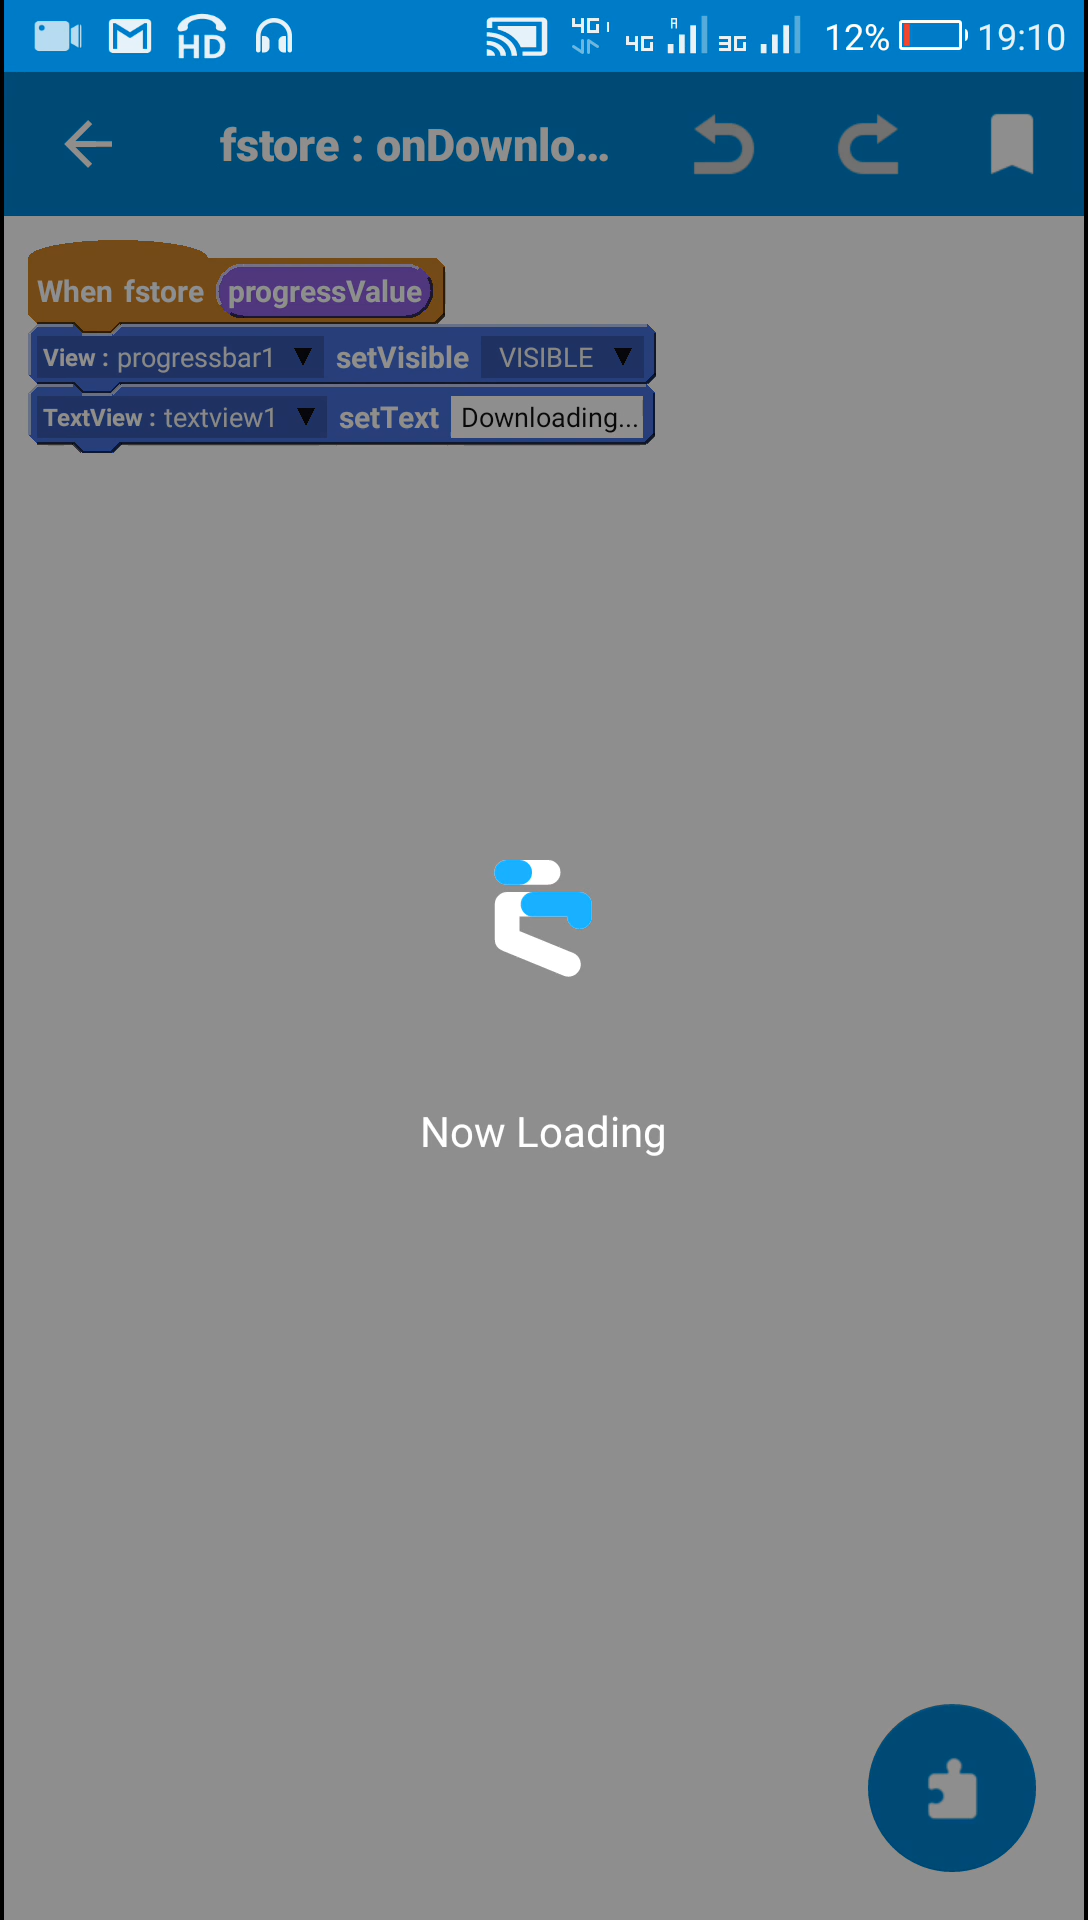 HD 4G 4G R 3G 12% 19:10
fstore : onDownlo...
When fstore progressValue
View : progressbar1 ▼ setVisible VISIBLE ▼
TextView : textview1 ▼ setText Downloading...
Now Loading